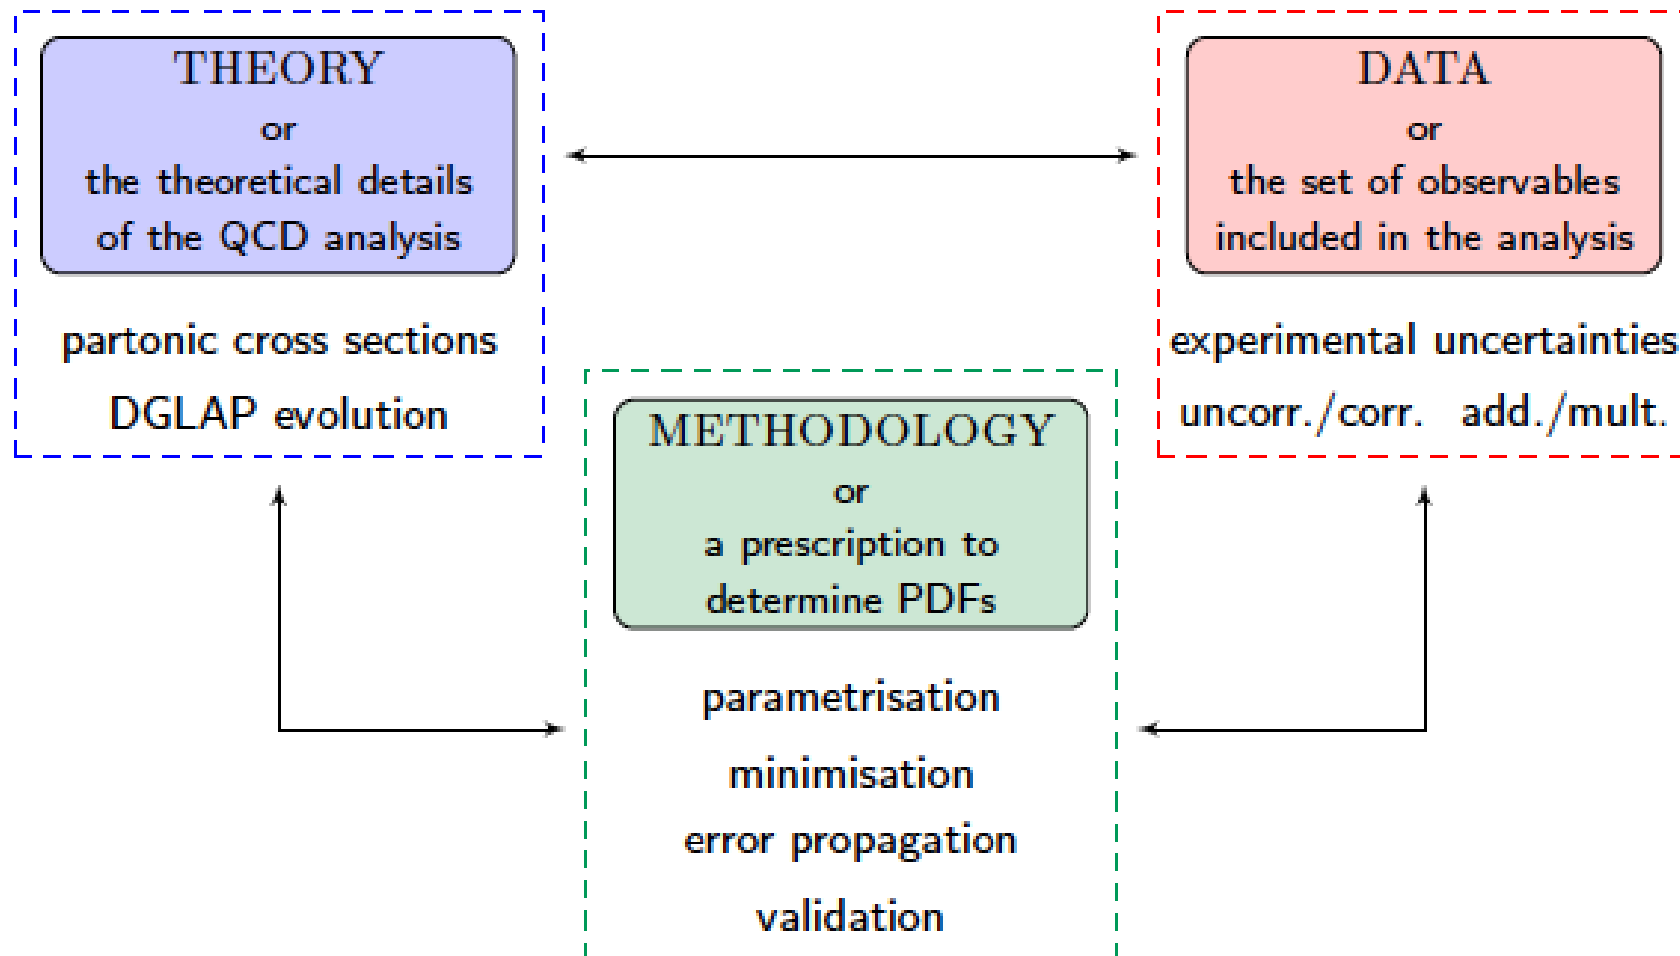 THEORY
or
the theoretical details
of the QCD analysis
partonic cross sections
DGLAP evolution
DATA
or
the set of observables
included in the analysis
experimental uncertainties
uncorr./corr. add./mult.
METHODOLOGY
or
a prescription to
determine PDFs
parametrisation
minimisation
error propagation
validation